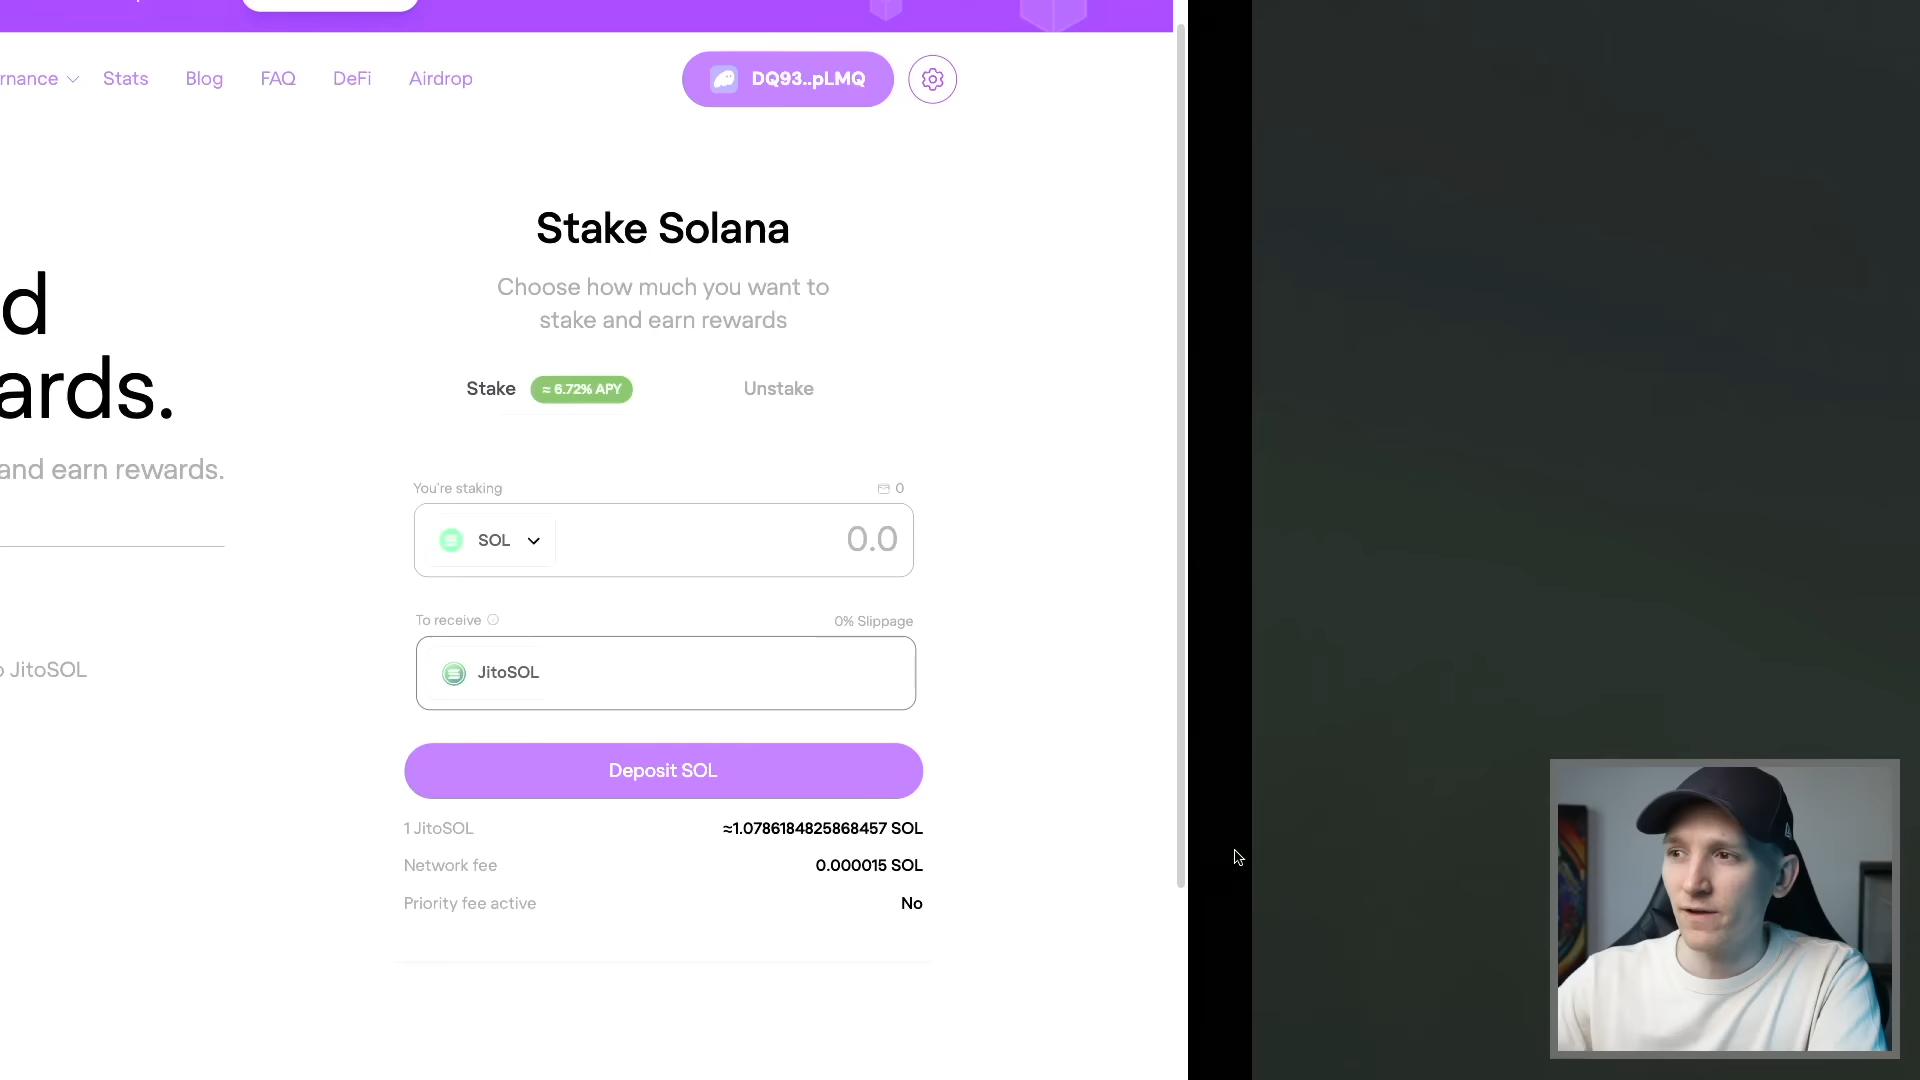 rnance
Stats
Blog
FAQ
DeFi
Airdrop
DQ93..pLMQ
d
ards.
and earn rewards.
JitoSOL
Stake Solana
Choose how much you want to
stake and earn rewards
Stake
≈ 6.72% APY
Unstake
You're staking
0
SOL
0.0
To receive
0% Slippage
JitoSOL
Deposit SOL
1 JitoSOL
≈1.0786184825868457 SOL
Network fee
0.000015 SOL
Priority fee active
No